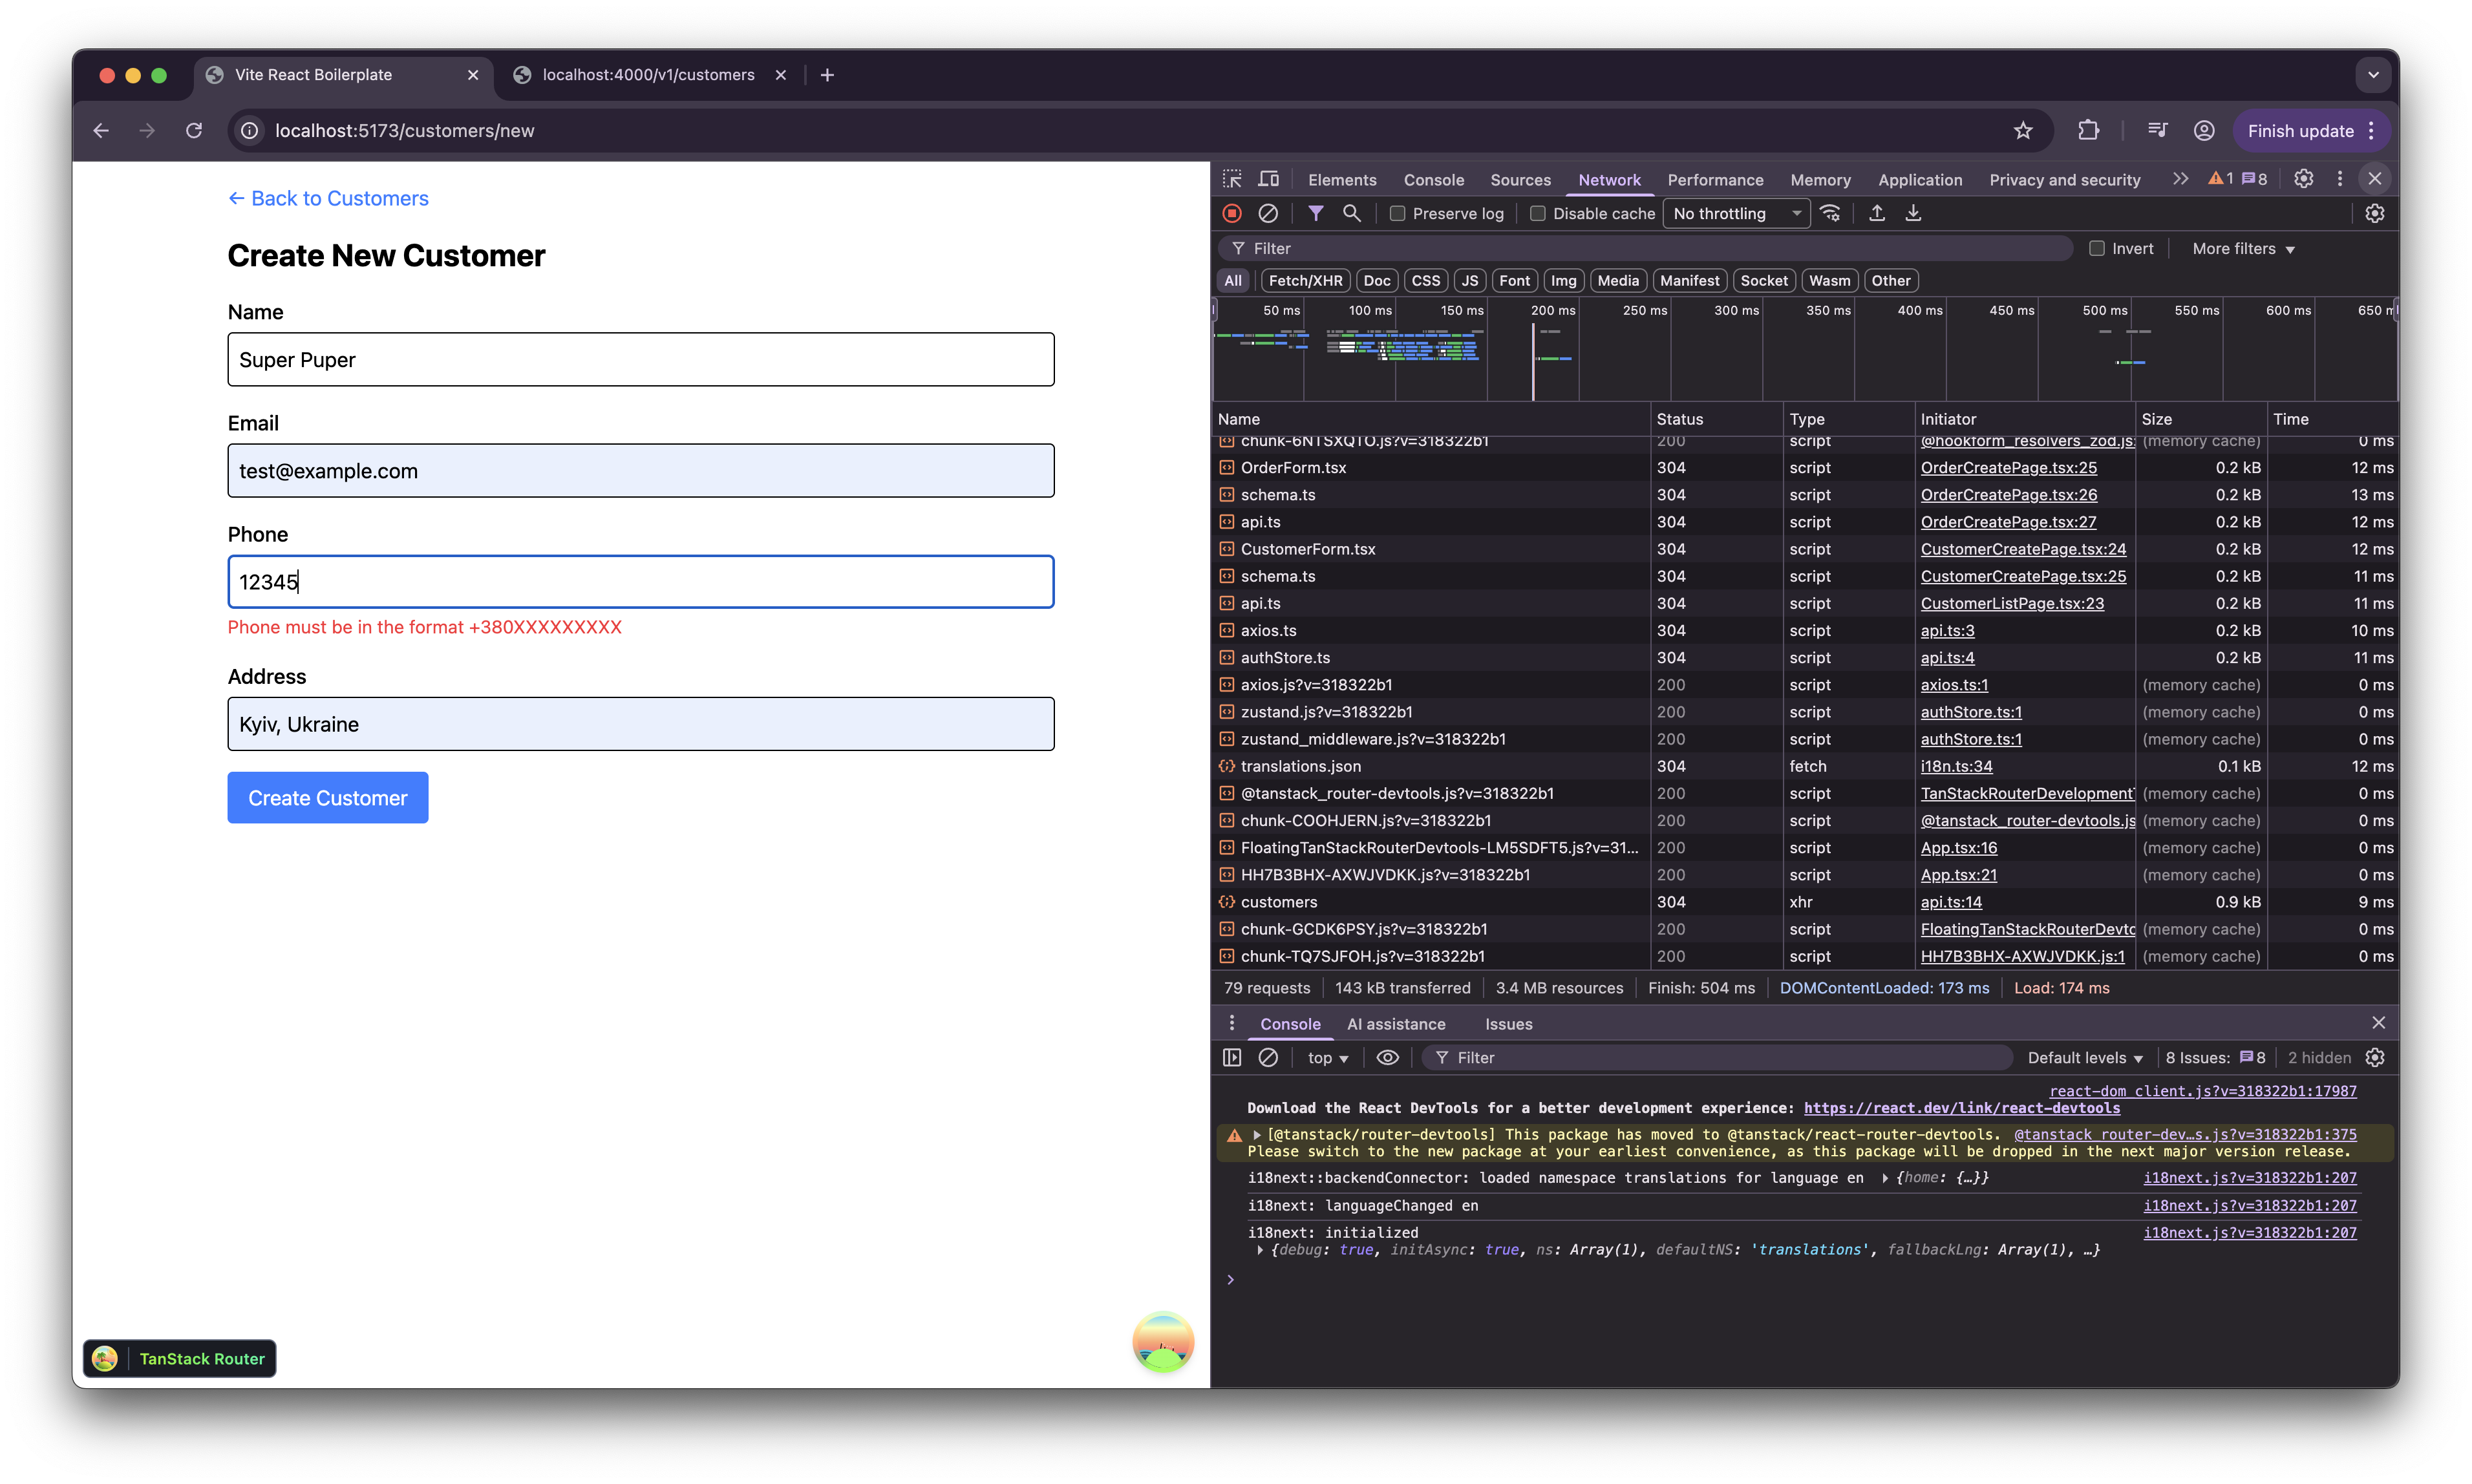 Vite React Boilerplate
localhost:4000/v1/customers
localhost:5173/customers/new
Finish update
← Back to Customers
Create New Customer
Name
Super Puper
Email
test@example.com
Phone
12345
Phone must be in the format +380XXXXXXXXX
Address
Kyiv, Ukraine
Create Customer
TanStack Router
Elements Console Sources Network Performance Memory Application Privacy and security 1 8
Preserve log Disable cache No throttling
Filter Invert More filters
All Fetch/XHR Doc CSS JS Font Img Media Manifest Socket Wasm Other
50 ms 100 ms 150 ms 200 ms 250 ms 300 ms 350 ms 400 ms 450 ms 500 ms 550 ms 600 ms 650 m
Name Status Type Initiator Size Time
chunk-6NTSXQTO.js?v=318322b1 200 script @hookform_resolvers_zod.js: (memory cache) 0 ms
OrderForm.tsx 304 script OrderCreatePage.tsx:25 0.2 kB 12 ms
schema.ts 304 script OrderCreatePage.tsx:26 0.2 kB 13 ms
api.ts 304 script OrderCreatePage.tsx:27 0.2 kB 12 ms
CustomerForm.tsx 304 script CustomerCreatePage.tsx:24 0.2 kB 12 ms
schema.ts 304 script CustomerCreatePage.tsx:25 0.2 kB 11 ms
api.ts 304 script CustomerListPage.tsx:23 0.2 kB 11 ms
axios.ts 304 script api.ts:3 0.2 kB 10 ms
authStore.ts 304 script api.ts:4 0.2 kB 11 ms
axios.js?v=318322b1 200 script axios.ts:1 (memory cache) 0 ms
zustand.js?v=318322b1 200 script authStore.ts:1 (memory cache) 0 ms
zustand_middleware.js?v=318322b1 200 script authStore.ts:1 (memory cache) 0 ms
translations.json 304 fetch i18n.ts:34 0.1 kB 12 ms
@tanstack_router-devtools.js?v=318322b1 200 script TanStackRouterDevelopment (memory cache) 0 ms
chunk-COOHJERN.js?v=318322b1 200 script @tanstack_router-devtools.js (memory cache) 0 ms
FloatingTanStackRouterDevtools-LM5SDFT5.js?v=31... 200 script App.tsx:16 (memory cache) 0 ms
HH7B3BHX-AXWJVDKK.js?v=318322b1 200 script App.tsx:21 (memory cache) 0 ms
customers 304 xhr api.ts:14 0.9 kB 9 ms
chunk-GCDK6PSY.js?v=318322b1 200 script FloatingTanStackRouterDevtc (memory cache) 0 ms
chunk-TQ7SJFOH.js?v=318322b1 200 script HH7B3BHX-AXWJVDKK.js:1 (memory cache) 0 ms
79 requests 143 kB transferred 3.4 MB resources Finish: 504 ms DOMContentLoaded: 173 ms Load: 174 ms
Console AI assistance Issues
top Filter Default levels 8 Issues: 8 2 hidden
react-dom_client.js?v=318322b1:17987
Download the React DevTools for a better development experience: https://react.dev/link/react-devtools
[@tanstack/router-devtools] This package has moved to @tanstack/react-router-devtools. @tanstack_router-dev…s.js?v=318322b1:375
Please switch to the new package at your earliest convenience, as this package will be dropped in the next major version release.
i18next::backendConnector: loaded namespace translations for language en {home: {…}} i18next.js?v=318322b1:207
i18next: languageChanged en i18next.js?v=318322b1:207
i18next: initialized i18next.js?v=318322b1:207
{debug: true, initAsync: true, ns: Array(1), defaultNS: 'translations', fallbackLng: Array(1), …}